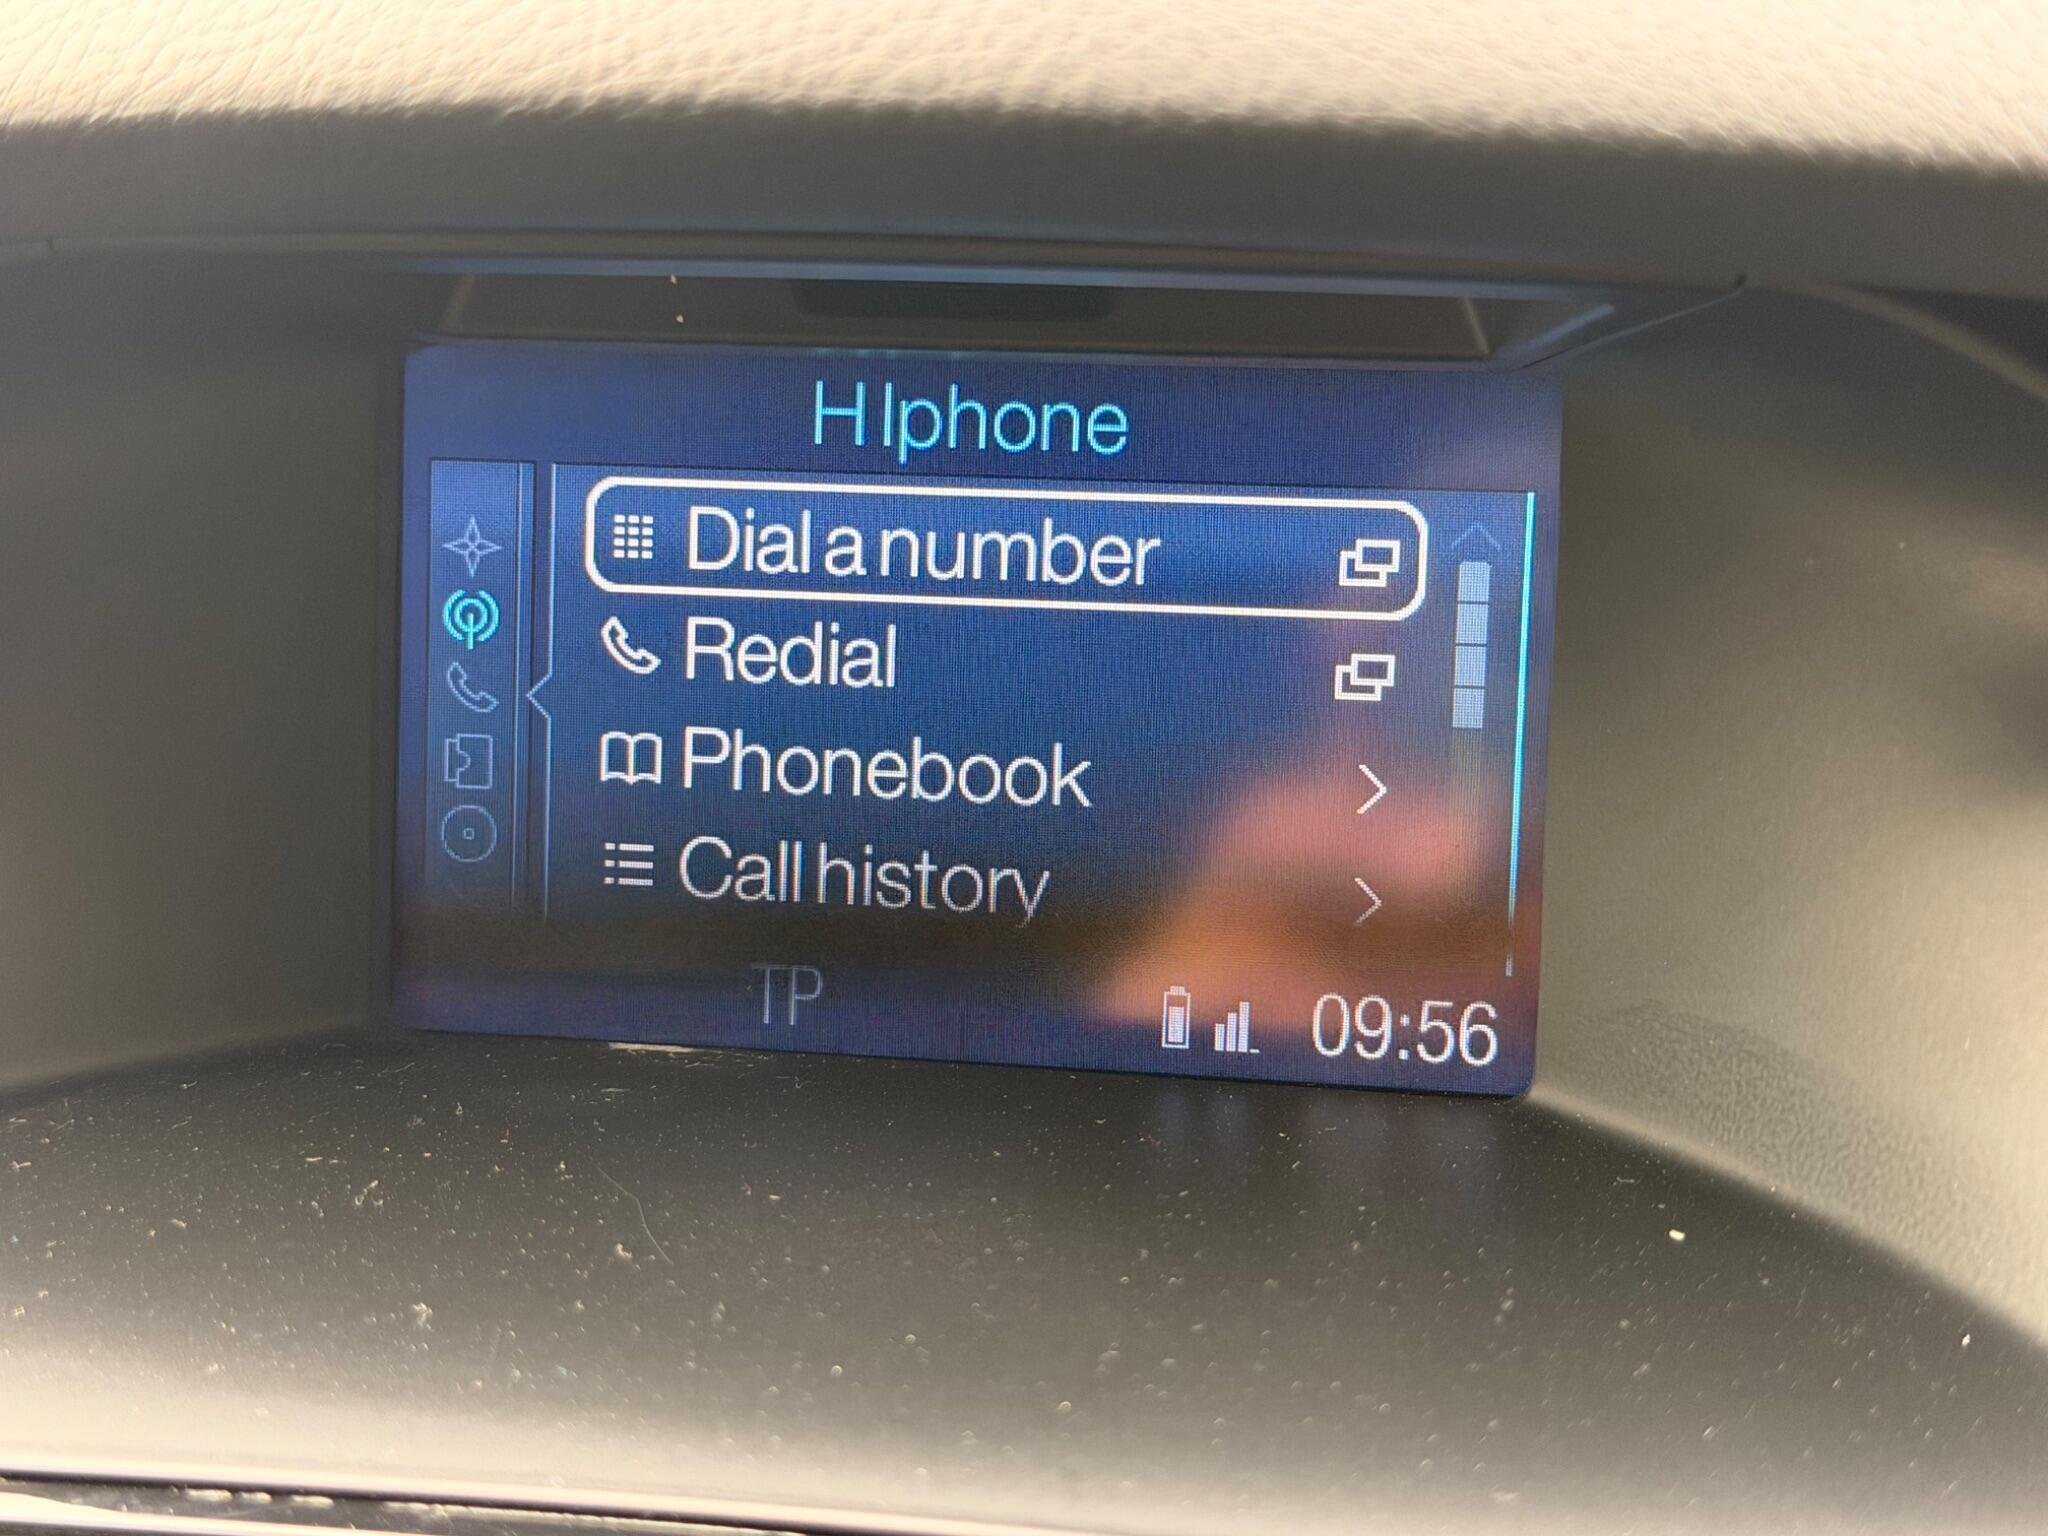 H Iphone
Dial a number
Redial
Phonebook
Call history
TP
09:56